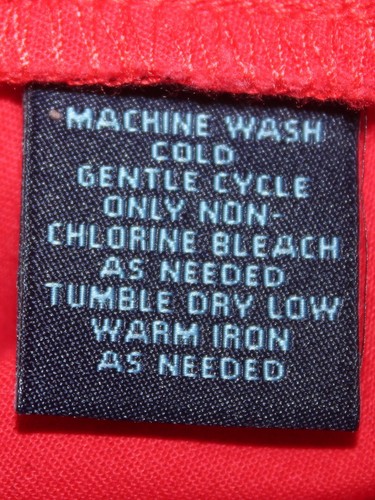 MACHINE WASH
COLD
GENTLE CYCLE
ONLY NON-
CHLORINE BLEACH
AS NEEDED
TUMBLE DRY LOW
WARM IRON
AS NEEDED